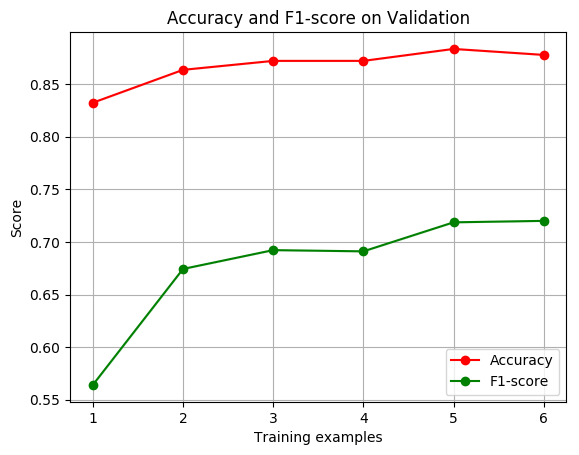 Accuracy and F1-score on Validation
Score
0.85
0.80
0.75
0.70
0.65
0.60
0.55
1 2 3 4 5 6
Training examples
Accuracy
F1-score